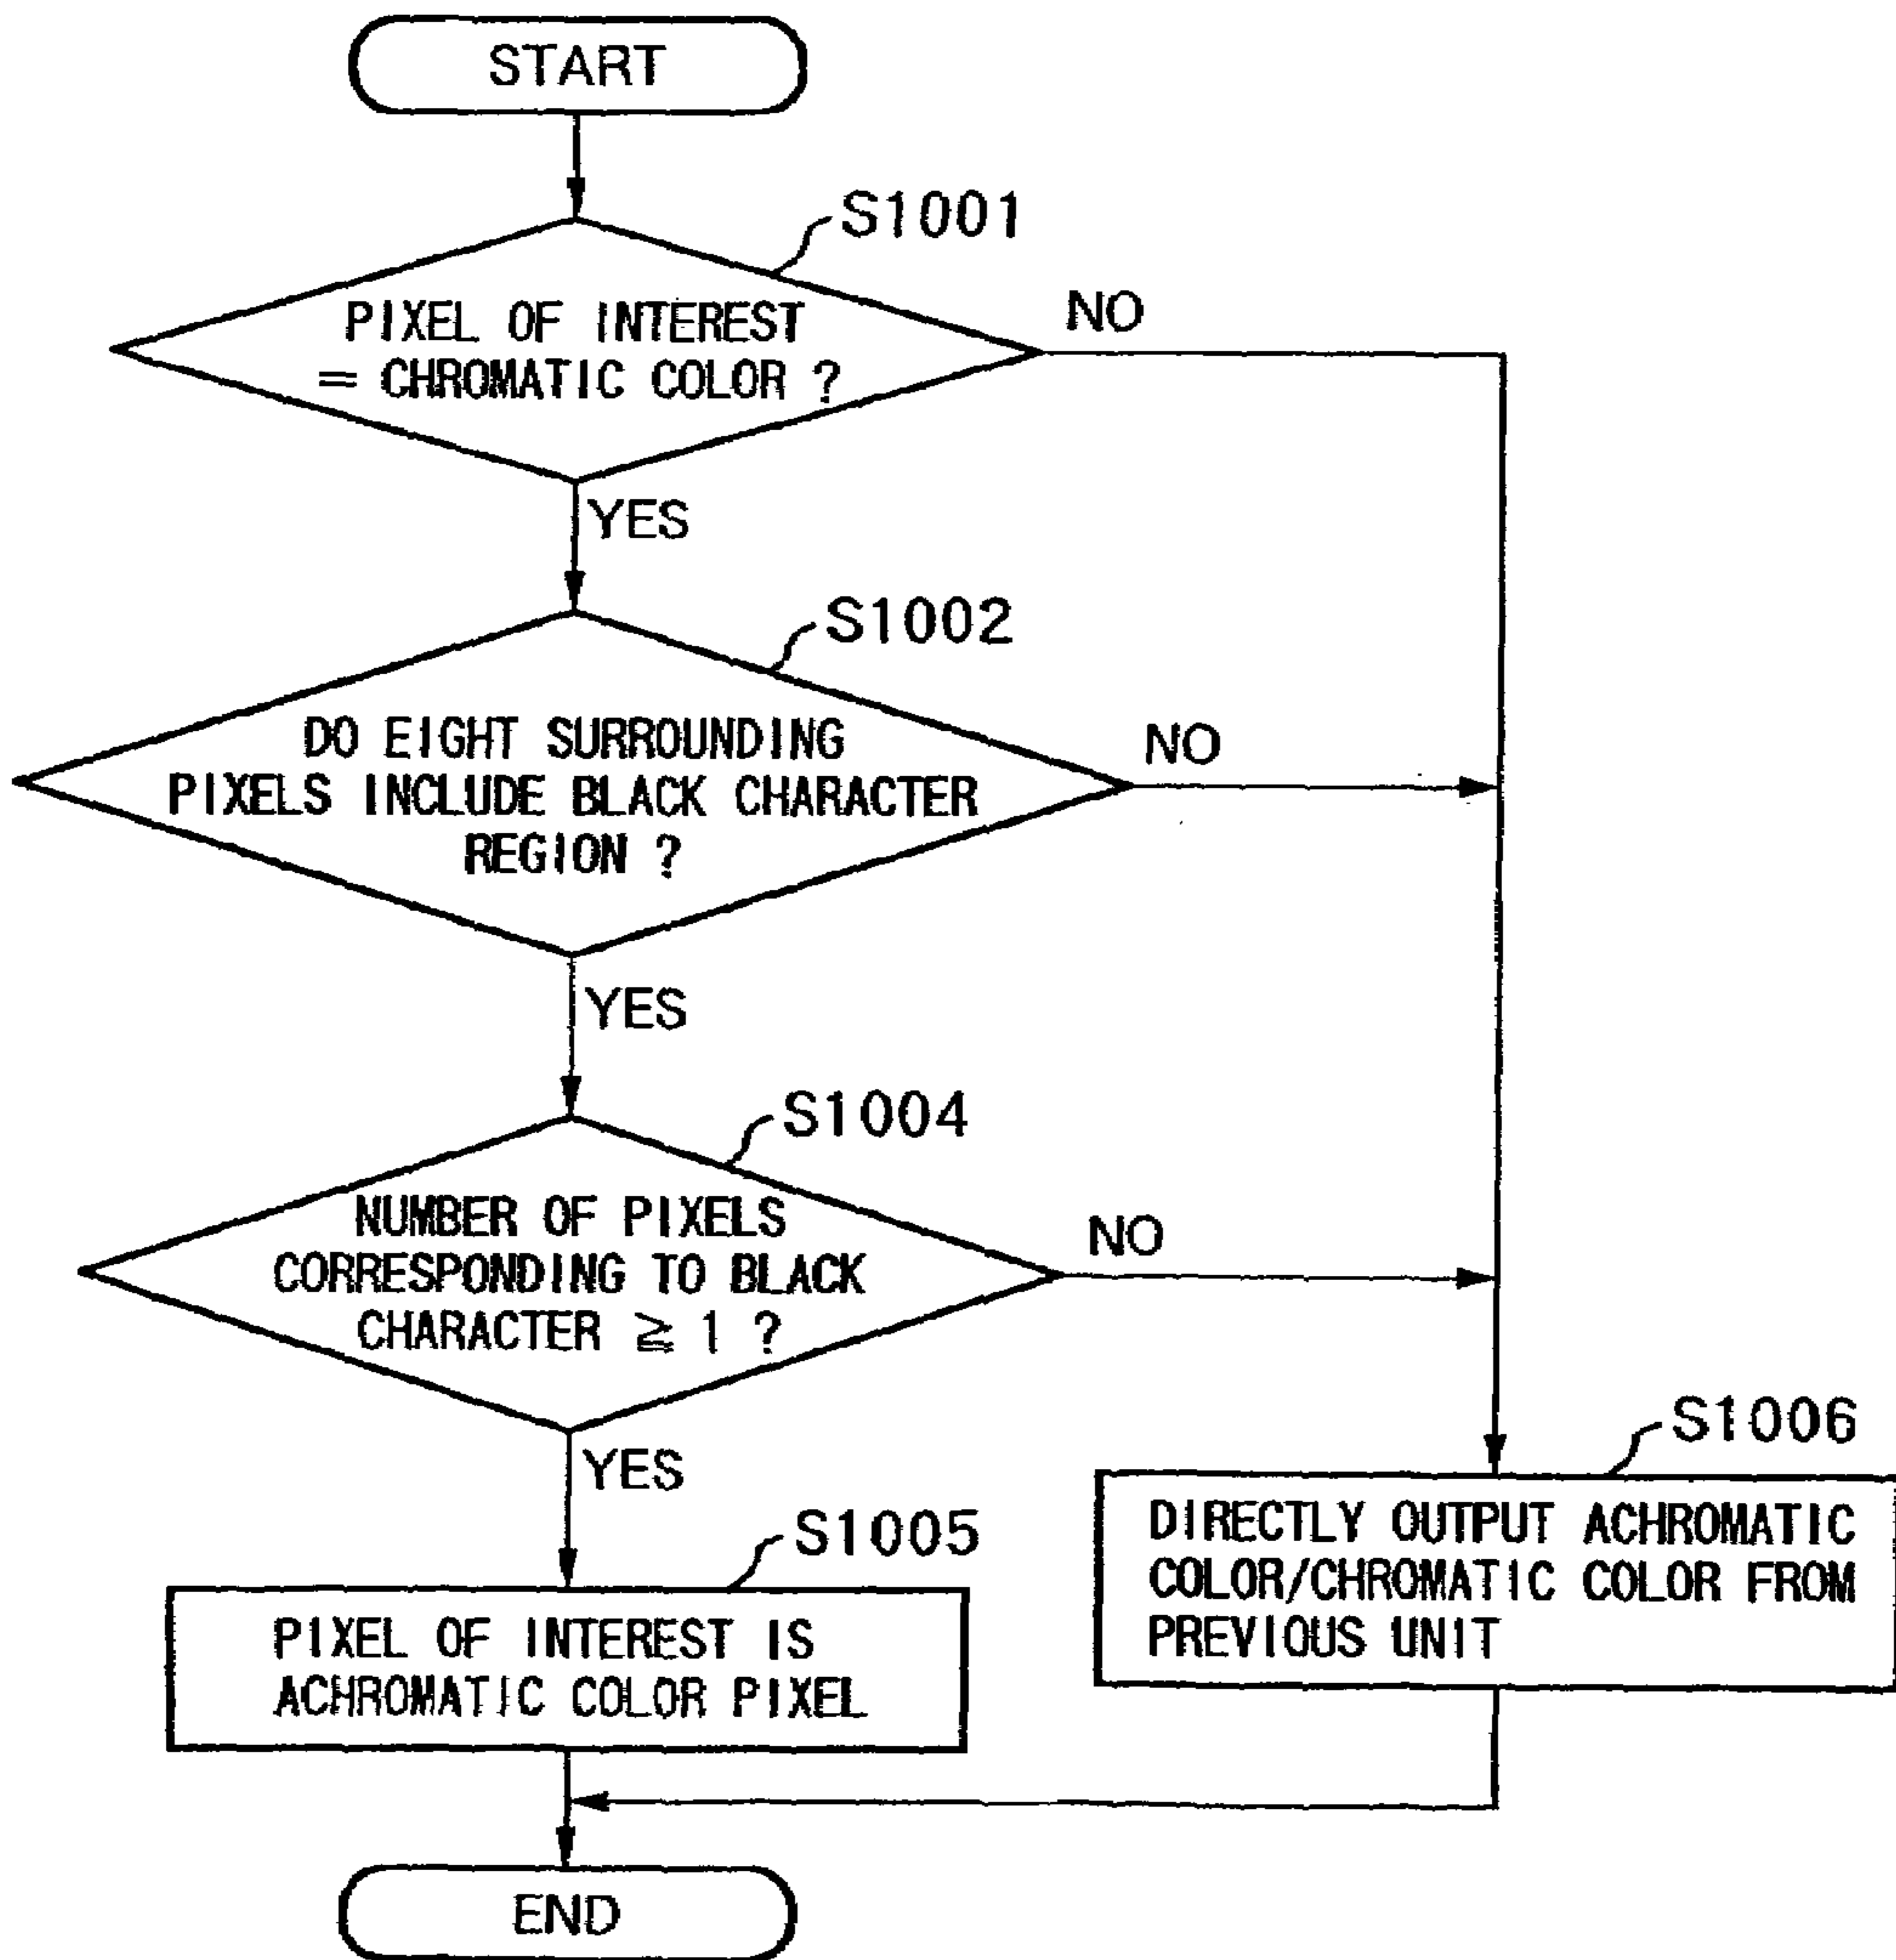 START
S1001
PIXEL OF INTEREST
= CHROMATIC COLOR ?
NO
YES
S1002
DO EIGHT SURROUNDING
PIXELS INCLUDE BLACK CHARACTER
REGION ?
NO
YES
S1004
NUMBER OF PIXELS
CORRESPONDING TO BLACK
CHARACTER ≧ 1 ?
NO
YES
S1005
PIXEL OF INTEREST IS
ACHROMATIC COLOR PIXEL
S1006
DIRECTLY OUTPUT ACHROMATIC
COLOR/CHROMATIC COLOR FROM
PREVIOUS UNIT
END